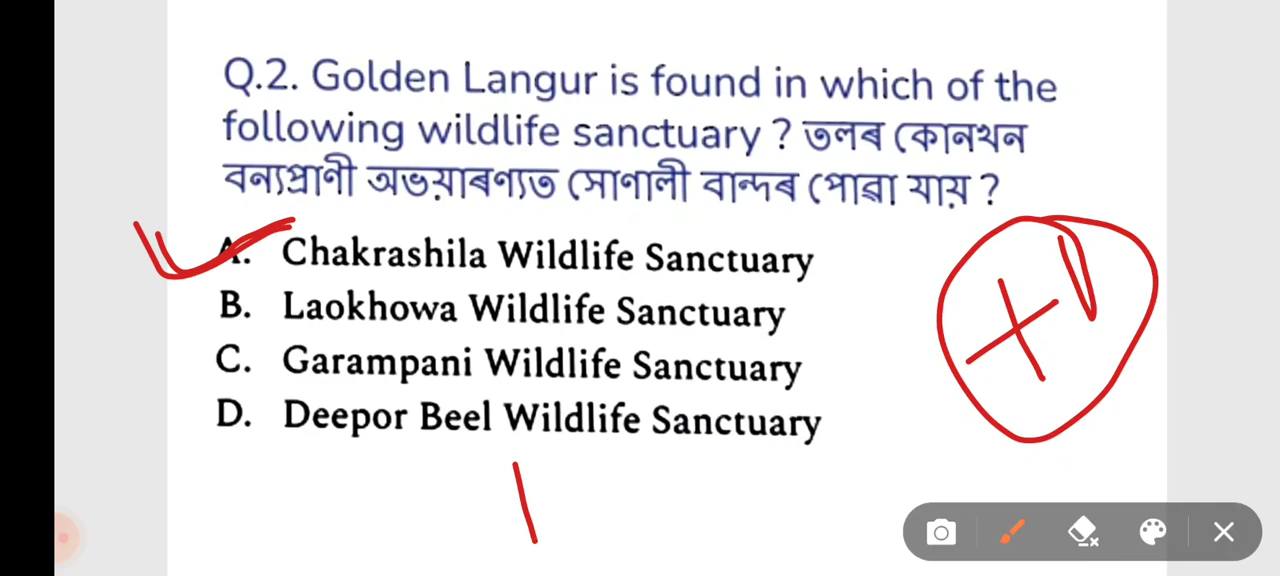 Q.2. Golden Langur is found in which of the
following wildlife sanctuary ? তলৰ কোনখন
বন্যপ্ৰাণী অভয়াৰণ্যত সোণালী বান্দৰ পোৱা যায় ?
A. Chakrashila Wildlife Sanctuary
B. Laokhowa Wildlife Sanctuary
C. Garampani Wildlife Sanctuary
D. Deepor Beel Wildlife Sanctuary
+1